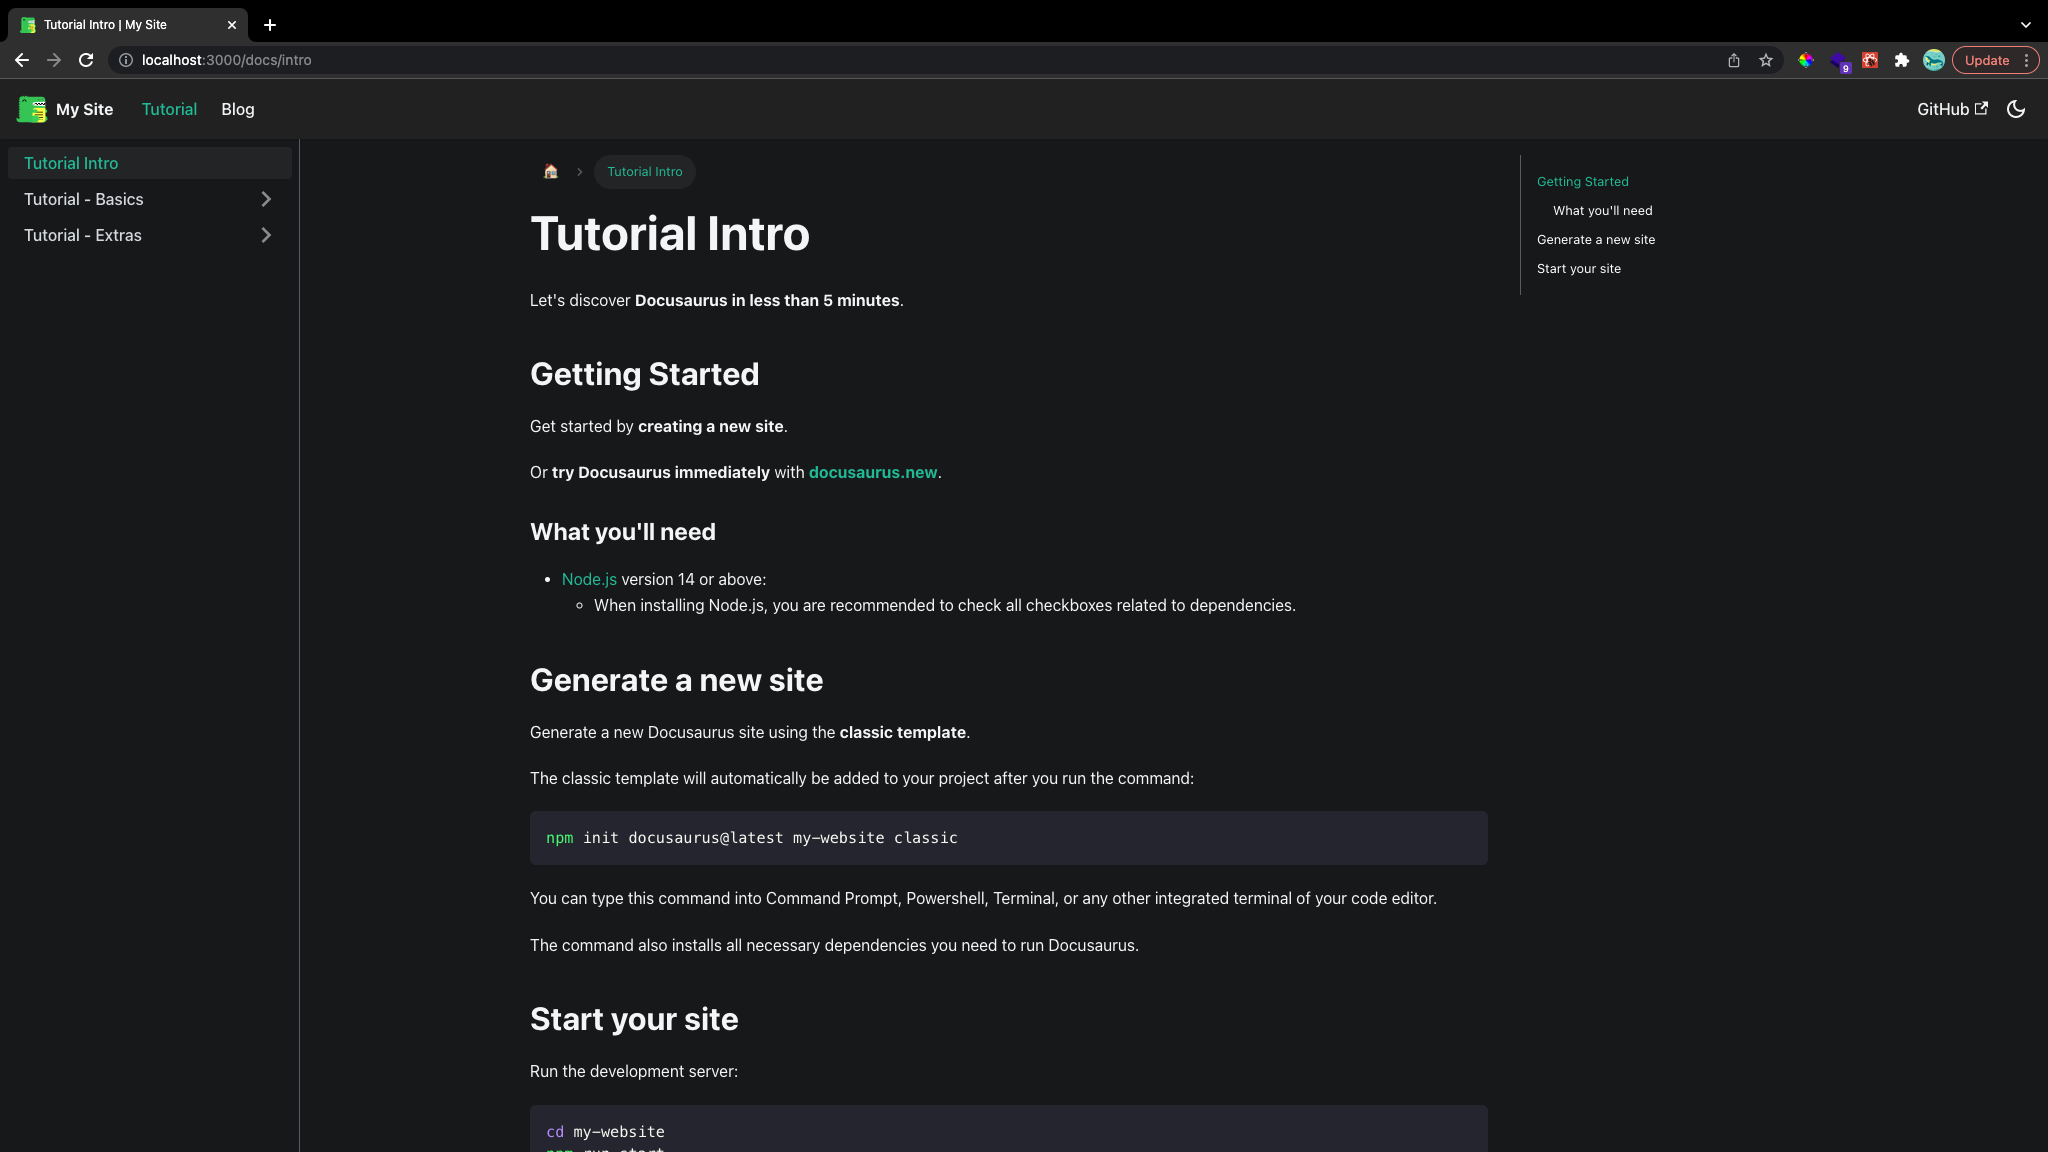 Tutorial Intro | My Site
localhost:3000/docs/intro
9
Update
My Site
Tutorial
Blog
GitHub
Tutorial Intro
Tutorial - Basics
Tutorial - Extras
Tutorial Intro
Tutorial Intro
Let's discover Docusaurus in less than 5 minutes.
Getting Started
Get started by creating a new site.
Or try Docusaurus immediately with docusaurus.new.
What you'll need
Node.js version 14 or above:
When installing Node.js, you are recommended to check all checkboxes related to dependencies.
Generate a new site
Generate a new Docusaurus site using the classic template.
The classic template will automatically be added to your project after you run the command:
npm init docusaurus@latest my-website classic
You can type this command into Command Prompt, Powershell, Terminal, or any other integrated terminal of your code editor.
The command also installs all necessary dependencies you need to run Docusaurus.
Start your site
Run the development server:
cd my-website
npm run start
Getting Started
What you'll need
Generate a new site
Start your site